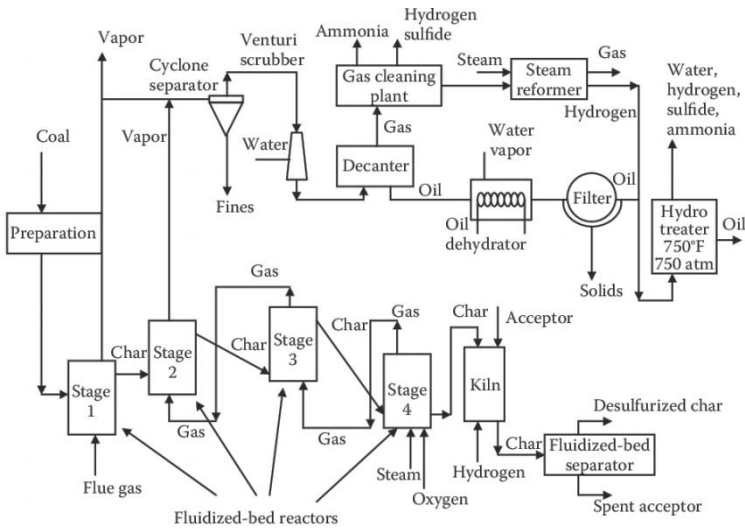 Vapor
Cyclone
separator
Venturi
scrubber
Ammonia
Hydrogen
sulfide
Gas cleaning
plant
Steam
Steam
reformer
Gas
Hydrogen
Water,
hydrogen,
sulfide,
ammonia
Coal
Vapor
Water
Gas
Decanter
Water
vapor
Fines
Oil
Oil
dehydrator
Filter
Oil
Solids
Hydro
treater
750°F
750 atm
Oil
Preparation
Gas
Gas
Stage
1
Char
Stage
2
Char
Stage
3
Char
Stage
4
Char
Acceptor
Kiln
Gas
Gas
Flue gas
Steam
Oxygen
Hydrogen
Char
Desulfurized char
Fluidized-bed
separator
Spent acceptor
Fluidized-bed reactors